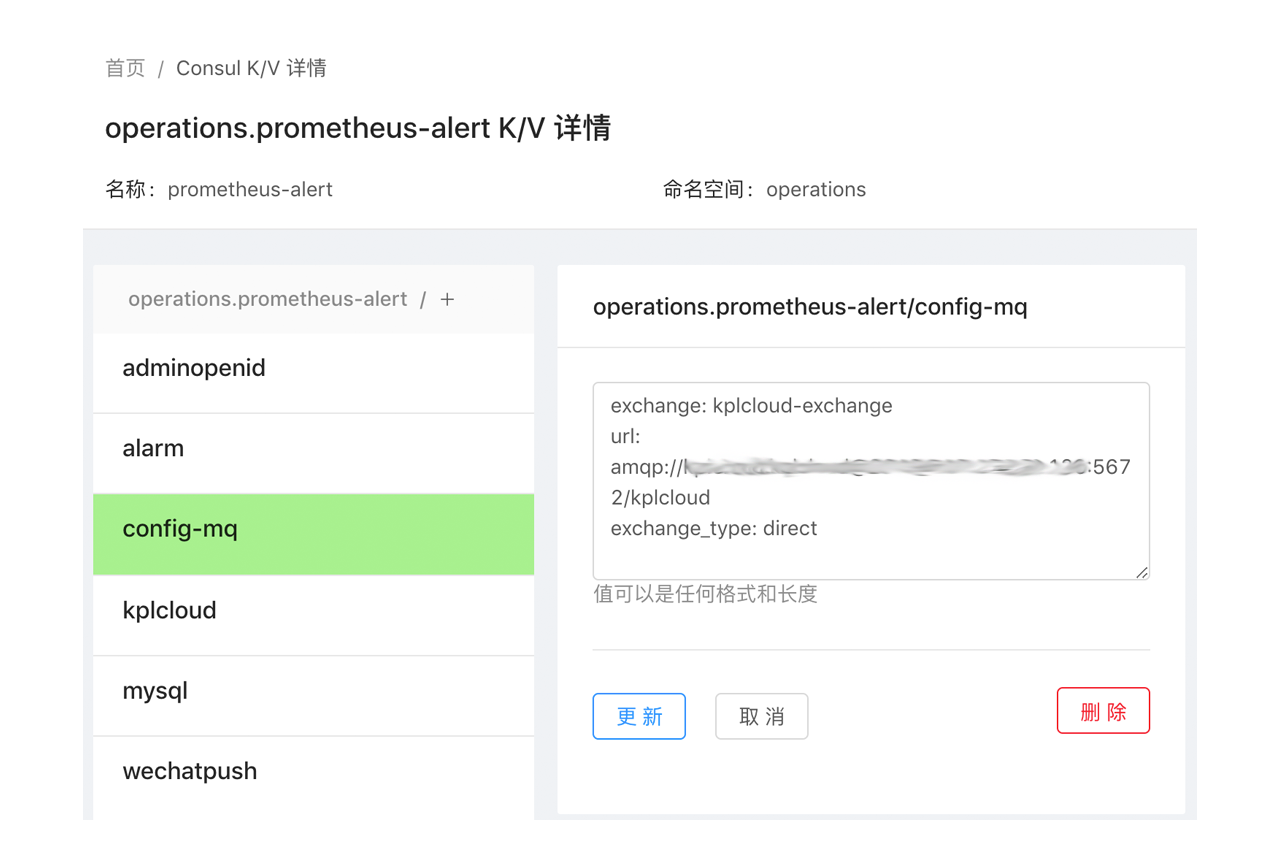 首页 / Consul K/V 详情
operations.prometheus-alert K/V 详情
名称： prometheus-alert
命名空间： operations
operations.prometheus-alert / +
adminopenid
alarm
config-mq
kplcloud
mysql
wechatpush
operations.prometheus-alert/config-mq
exchange: kplcloud-exchange
url:
amqp:// :567
2/kplcloud
exchange_type: direct
值可以是任何格式和长度
更 新
取 消
删 除